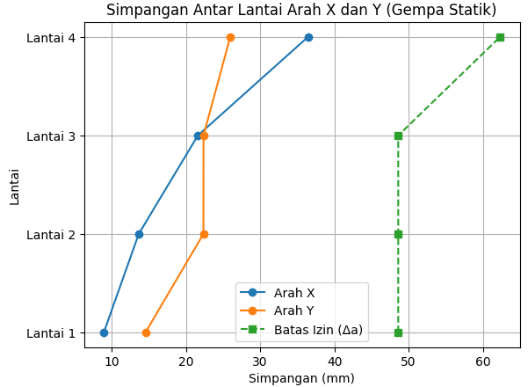 Simpangan Antar Lantai Arah X dan Y (Gempa Statik)
Lantai 4
Lantai 3
Lantai 2
Lantai 1
Lantai
Arah X
Arah Y
Batas Izin (Δa)
10 20 30 40 50 60
Simpangan (mm)